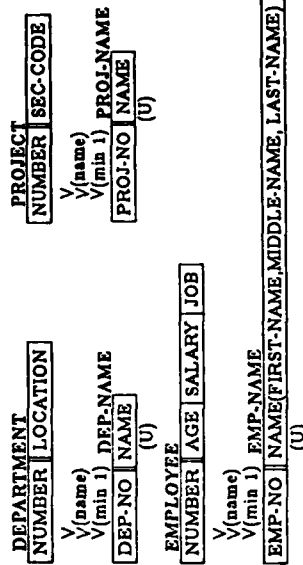 DEPARTMENT
NUMBER LOCATION
V(name)
V(min 1) DEP-NAME
DEP-NO NAME
(U)
PROJECT
NUMBER SEC-CODE
V(name)
V(min 1) PROJ-NAME
PROJ-NO NAME
(U)
EMPLOYEE
NUMBER AGE SALARY JOB
V(name)
V(min 1) EMP-NAME
EMP-NO NAME(FIRST-NAME,MIDDLE-NAME, LAST-NAME)
(U)